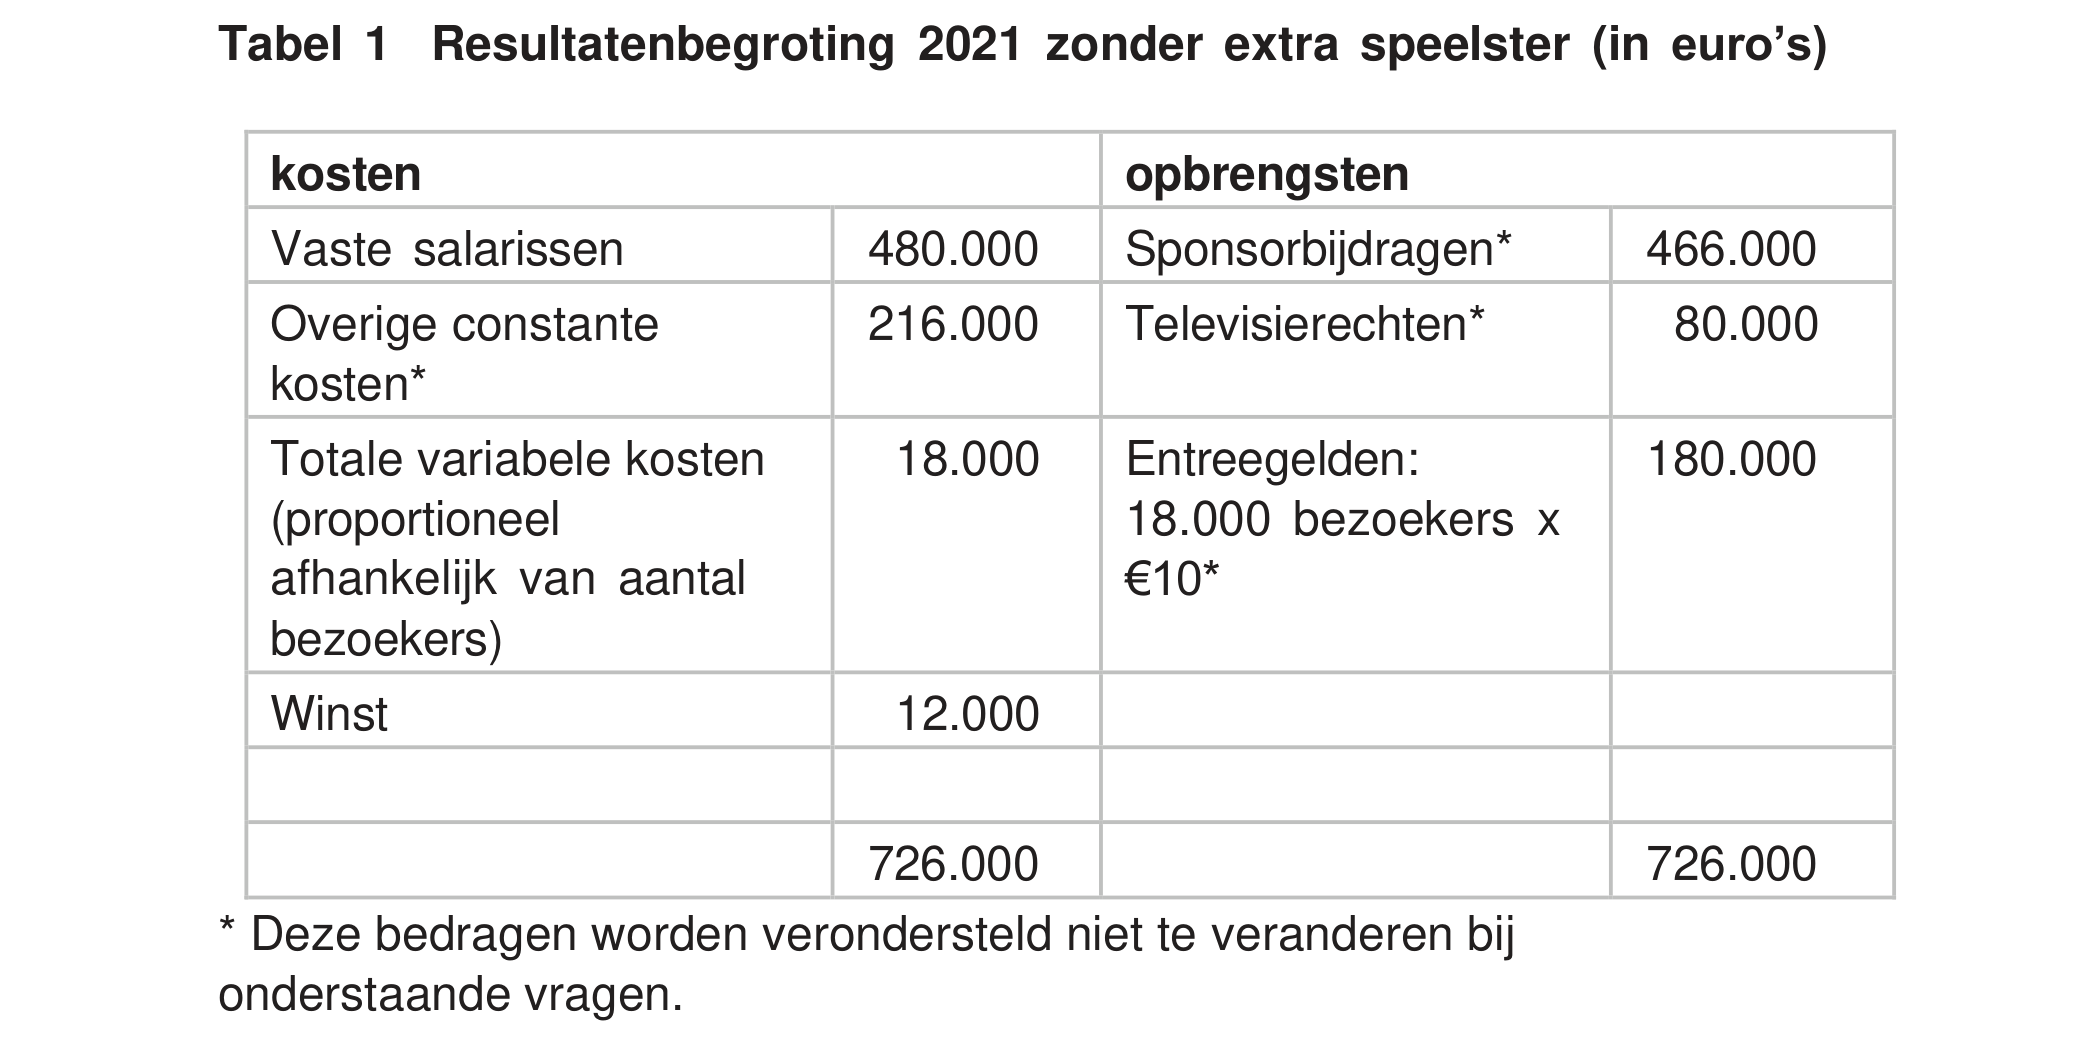 Tabel 1 Resultatenbegroting 2021 zonder extra speelster (in euro’s)
kosten opbrengsten
Vaste salarissen 480.000 Sponsorbijdragen* 466.000
Overige constante 216.000 Televisierechten* 80.000
kosten*
Totale variabele kosten 18.000 Entreegelden: 180.000
(proportioneel 18.000 bezoekers x
afhankelijk van aantal €10*
bezoekers)
Winst 12.000
726.000 726.000
* Deze bedragen worden verondersteld niet te veranderen bij
onderstaande vragen.